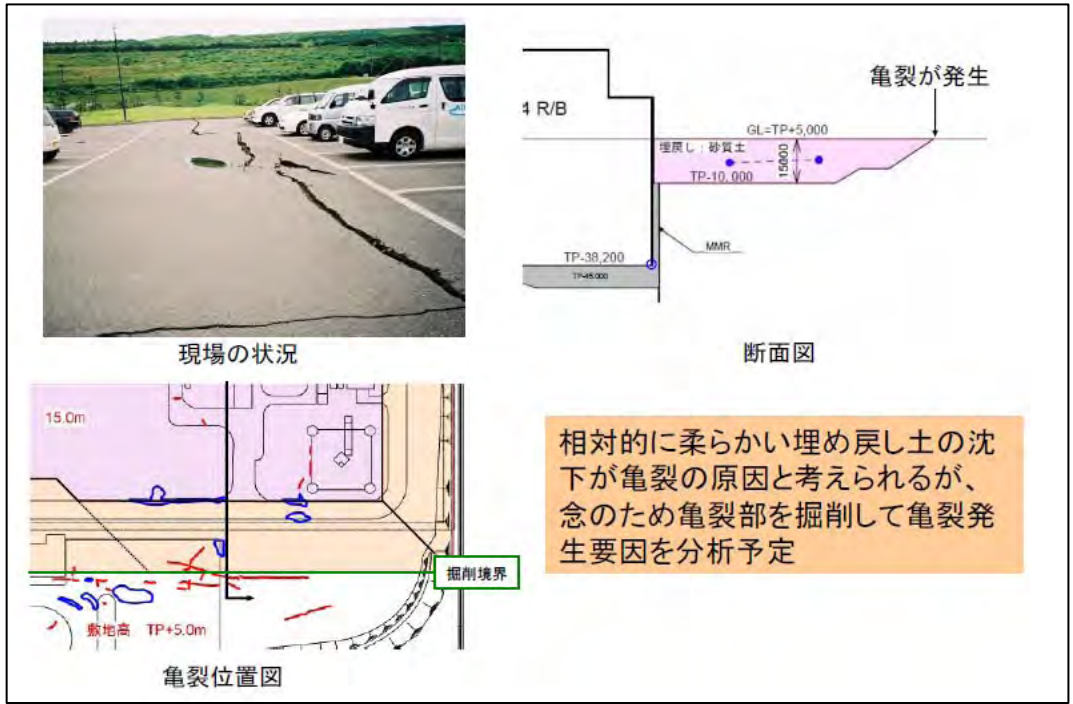 4 R/B
亀裂が発生
GL=TP+5,000
埋戻し:砂質土
15000
TP-10,000
MMR
TP-38,200
TP-45,000
現場の状況
断面図
15.0m
掘削境界
敷地高 TP+5.0m
亀裂位置図
相対的に柔らかい埋め戻し土の沈
下が亀裂の原因と考えられるが、
念のため亀裂部を掘削して亀裂発
生要因を分析予定